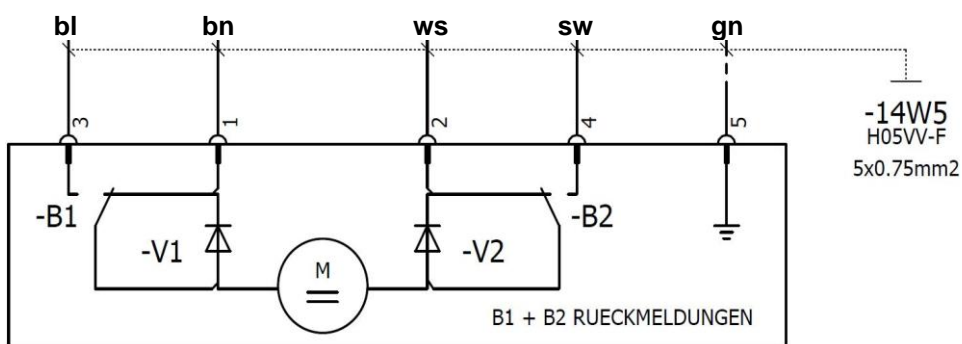 bl bn ws sw gn
3 1 2 4 5
-14W5
H05VV-F
5x0.75mm2
-B1 -B2
-V1 -V2
M
B1 + B2 RUECKMELDUNGEN